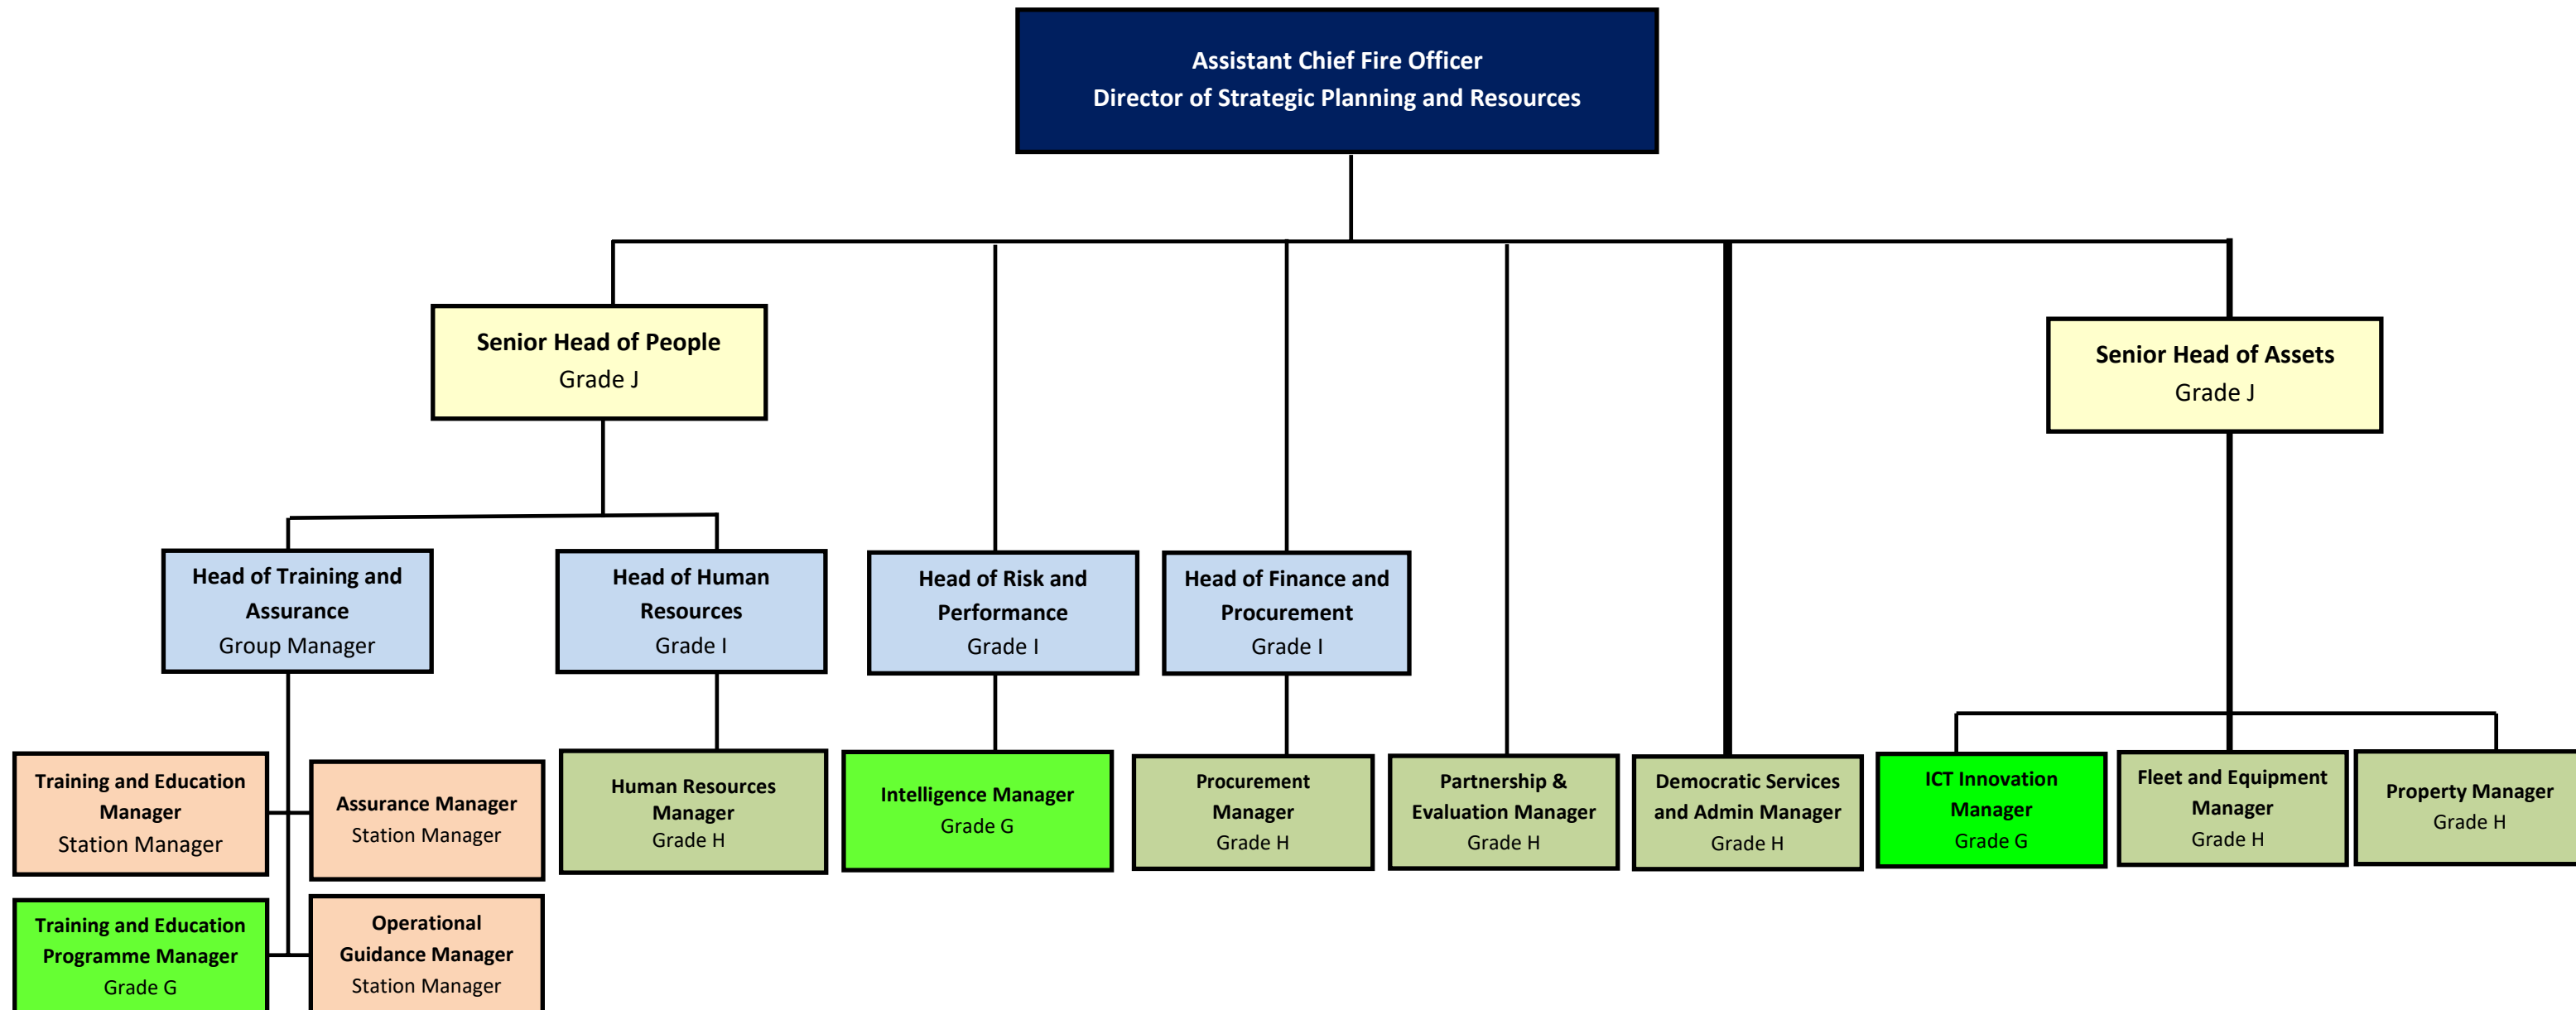 Assistant Chief Fire Officer
Director of Strategic Planning and Resources
Senior Head of People
Grade J
Senior Head of Assets
Grade J
Head of Training and
Assurance
Group Manager
Head of Human
Resources
Grade I
Head of Risk and
Performance
Grade I
Head of Finance and
Procurement
Grade I
Training and Education
Manager
Station Manager
Assurance Manager
Station Manager
Human Resources
Manager
Grade H
Intelligence Manager
Grade G
Procurement
Manager
Grade H
Partnership &
Evaluation Manager
Grade H
Democratic Services
and Admin Manager
Grade H
ICT Innovation
Manager
Grade G
Fleet and Equipment
Manager
Grade H
Property Manager
Grade H
Training and Education
Programme Manager
Grade G
Operational
Guidance Manager
Station Manager